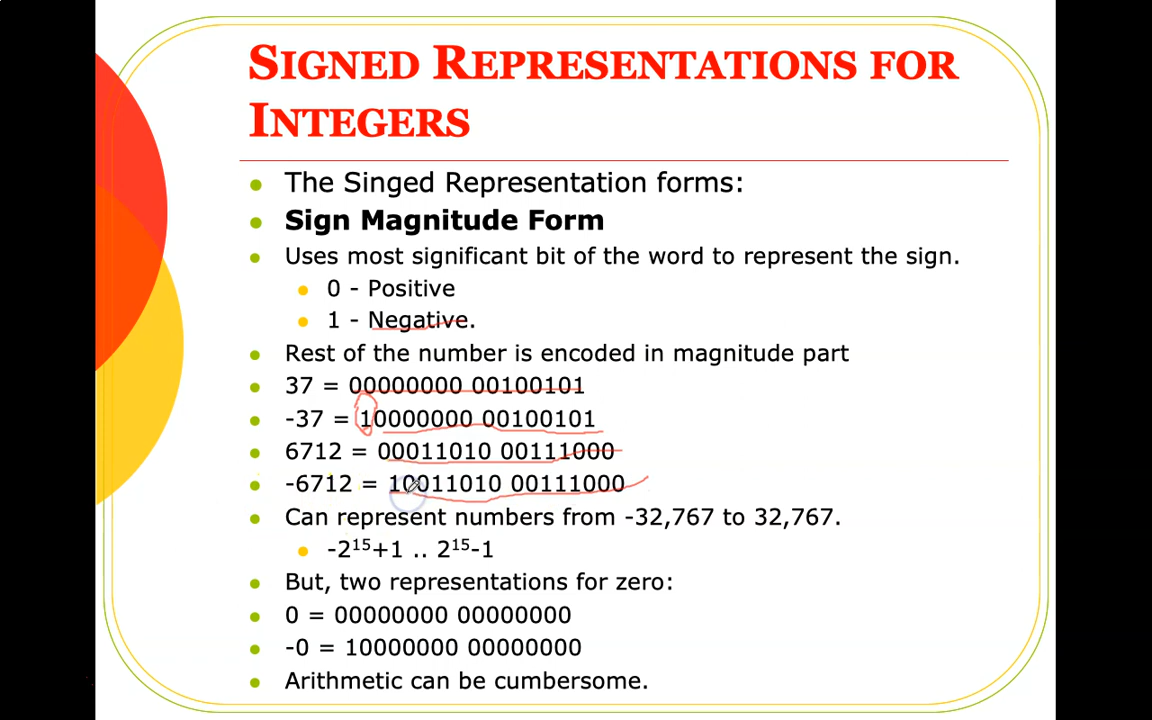 SIGNED REPRESENTATIONS FOR
INTEGERS
The Singed Representation forms:
Sign Magnitude Form
Uses most significant bit of the word to represent the sign.
0 - Positive
1 - Negative.
Rest of the number is encoded in magnitude part
37 = 00000000 00100101
-37 = 10000000 00100101
6712 = 00011010 00111000
-6712 = 10011010 00111000
Can represent numbers from -32,767 to 32,767.
-2¹⁵+1 .. 2¹⁵-1
But, two representations for zero:
0 = 00000000 00000000
-0 = 10000000 00000000
Arithmetic can be cumbersome.